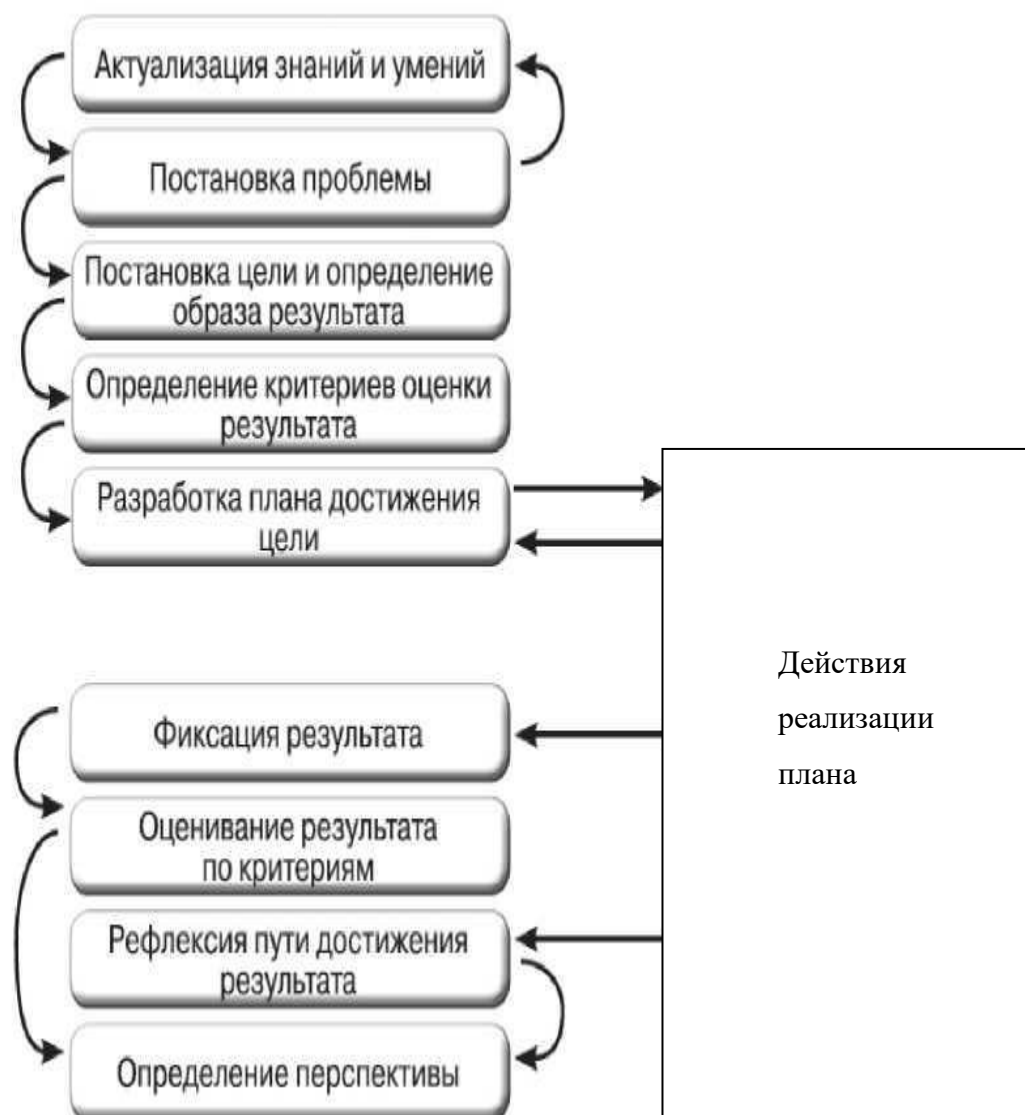 Актуализация знаний и умений
Постановка проблемы
Постановка цели и определение
образа результата
Определение критериев оценки
результата
Разработка плана достижения
цели
Действия
реализации
плана
Фиксация результата
Оценивание результата
по критериям
Рефлексия пути достижения
результата
Определение перспективы